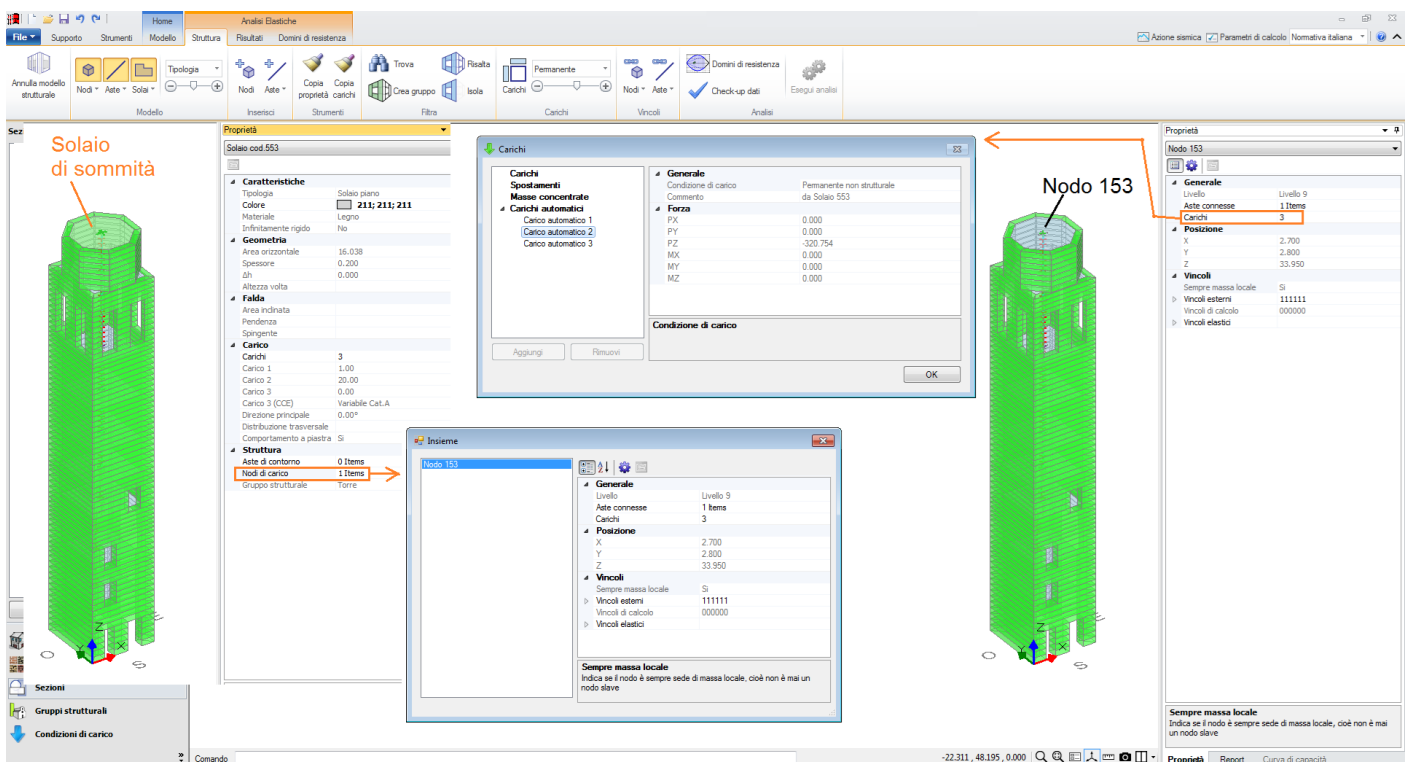 Home
Analisi Elastiche
File
Supporto
Strumenti
Modello
Struttura
Risultati
Domini di resistenza
Azione sismica
Parametri di calcolo
Normativa italiana
Annulla modello
strutturale
Nodi
Aste
Solai
Tipologia
Modello
Nodi
Aste
Inserisci
Copia
proprietà
Copia
carichi
Strumenti
Trova
Crea gruppo
Risalta
Isola
Filtra
Carichi
Permanente
Carichi
Nodi
Aste
Vincoli
Domini di resistenza
Check-up dati
Esegui analisi
Analisi
Sez
Solaio
di sommità
Proprietà
Solaio cod.553
Caratteristiche
Tipologia Solaio piano
Colore 211; 211; 211
Materiale Legno
Infinitamente rigido No
Geometria
Area orizzontale 16.038
Spessore 0.200
Δh 0.000
Altezza volta
Falda
Area inclinata
Pendenza
Spingente
Carico
Carichi 3
Carico 1 1.00
Carico 2 20.00
Carico 3 0.00
Carico 3 (CCE) Variabile Cat.A
Direzione principale 0.00°
Distribuzione trasversale
Comportamento a piastra Si
Struttura
Aste di contorno 0 Items
Nodi di carico 1 Items
Gruppo strutturale Torre
Carichi
Carichi
Spostamenti
Masse concentrate
Carichi automatici
Carico automatico 1
Carico automatico 2
Carico automatico 3
Aggiungi
Rimuovi
Generale
Condizione di carico Permanente non strutturale
Commento da Solaio 553
Forza
PX 0.000
PY 0.000
PZ -320.754
MX 0.000
MY 0.000
MZ 0.000
Condizione di carico
OK
Insieme
Nodo 153
Generale
Livello Livello 9
Aste connesse 1 Items
Carichi 3
Posizione
X 2.700
Y 2.800
Z 33.950
Vincoli
Sempre massa locale Si
Vincoli esterni 111111
Vincoli di calcolo 000000
Vincoli elastici
Sempre massa locale
Indica se il nodo è sempre sede di massa locale, cioè non è mai un
nodo slave
Nodo 153
Proprietà
Nodo 153
Generale
Livello Livello 9
Aste connesse 1 Items
Carichi 3
Posizione
X 2.700
Y 2.800
Z 33.950
Vincoli
Sempre massa locale Si
Vincoli esterni 111111
Vincoli di calcolo 000000
Vincoli elastici
Sempre massa locale
Indica se il nodo è sempre sede di massa locale, cioè non è mai
un nodo slave
Proprietà
Report
Curva di capacità
Z
X
Y
E
O
S
Z
X
Y
E
O
S
Sezioni
Gruppi strutturali
Condizioni di carico
Comando
-22.311 , 48.195 , 0.000